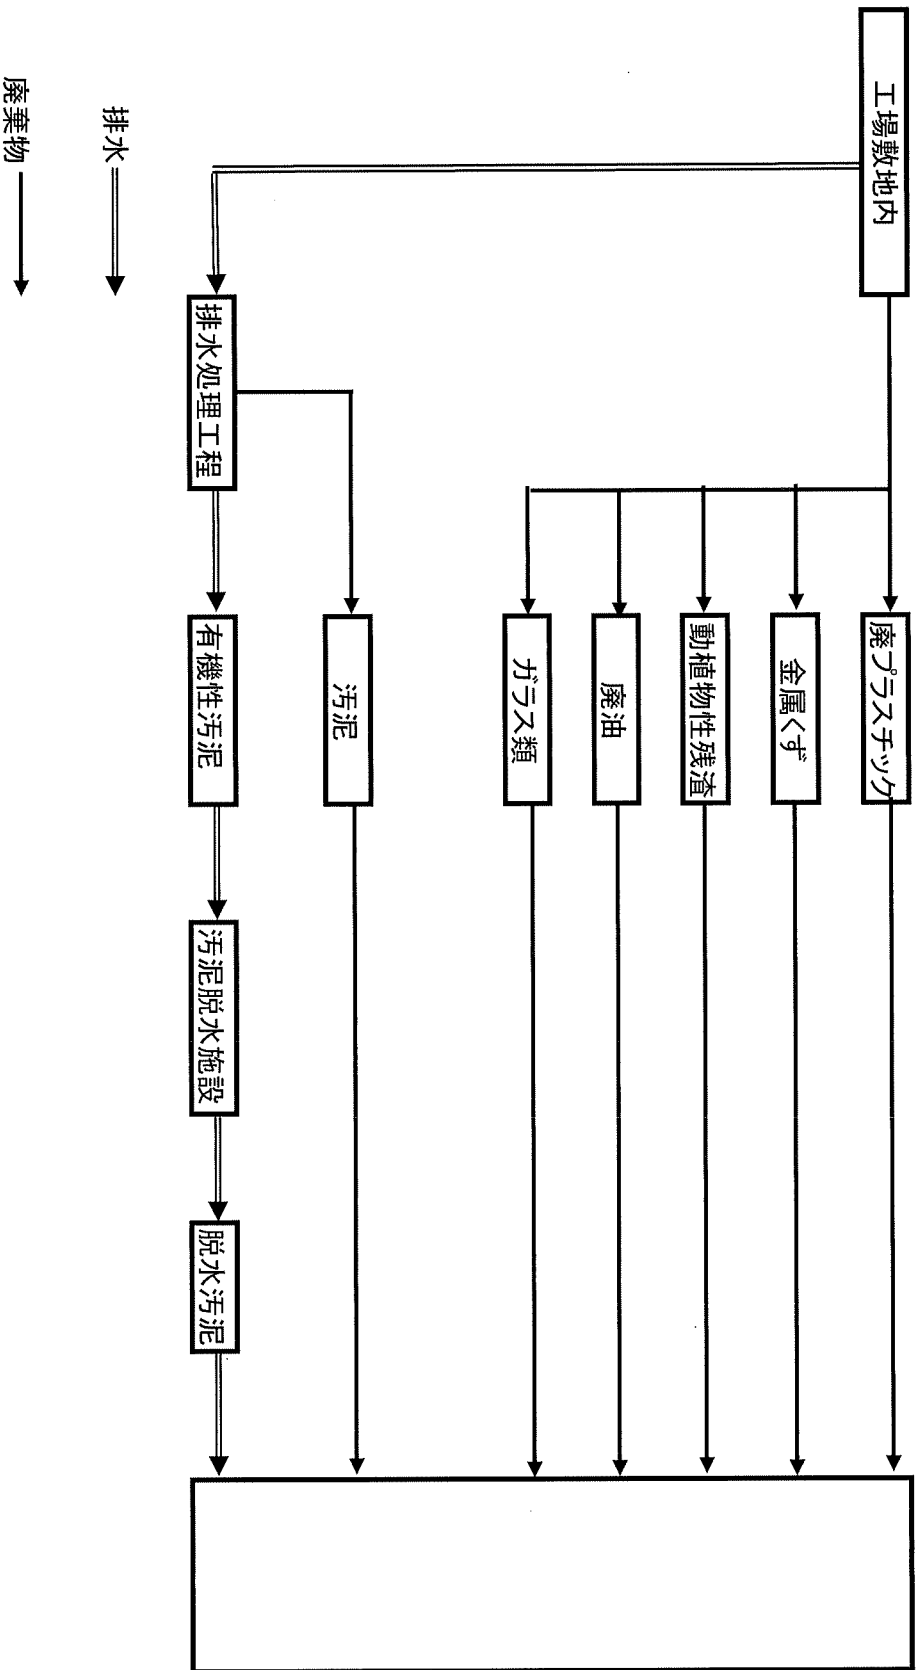 工場敷地内
廃プラスチック
金属くず
動植物性残渣
廃油
ガラス類
汚泥
排水処理工程
有機性汚泥
汚泥脱水施設
脱水汚泥
排水
廃棄物